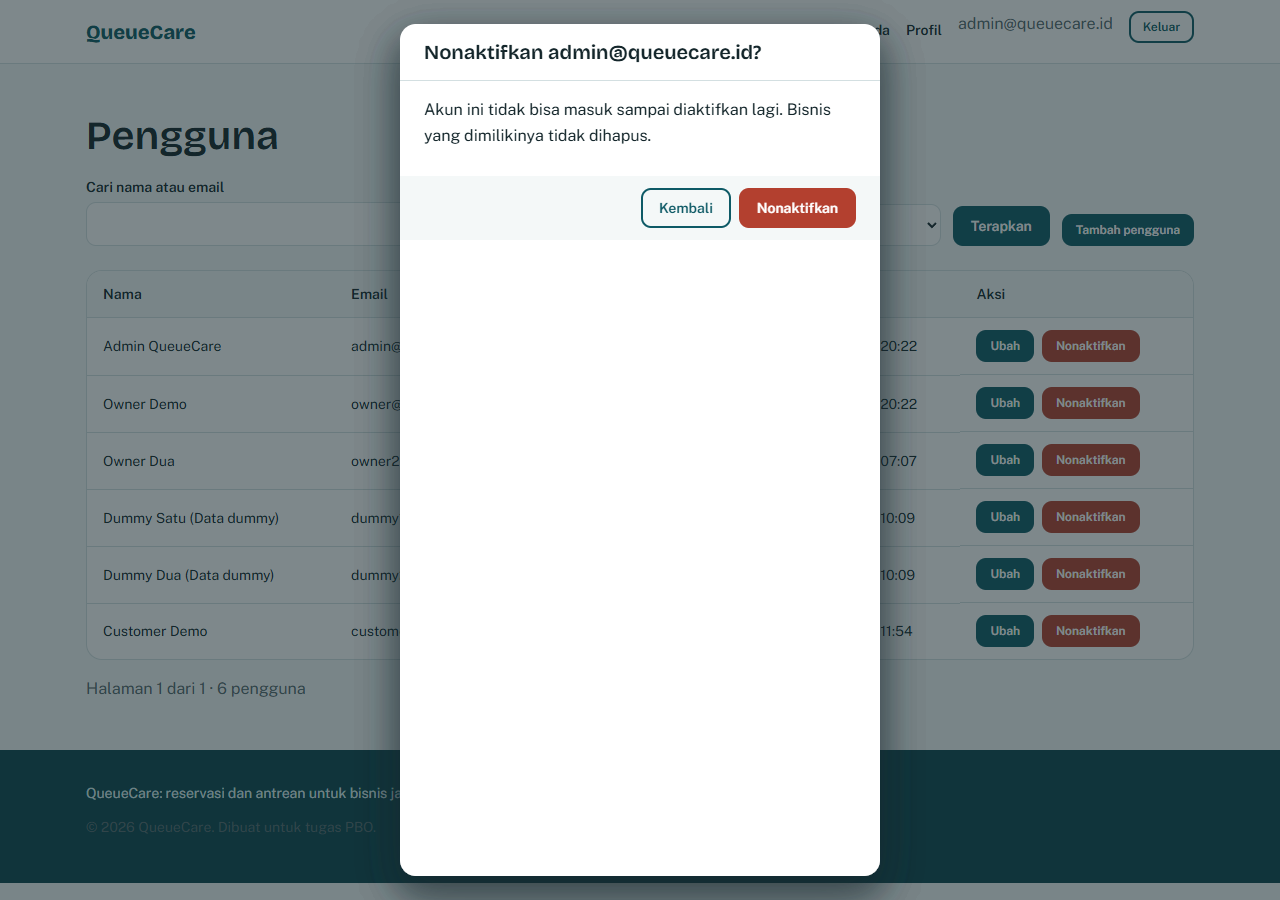 QueueCare
da
Profil
admin@queuecare.id
Keluar
Nonaktifkan admin@queuecare.id?
Akun ini tidak bisa masuk sampai diaktifkan lagi. Bisnis
yang dimilikinya tidak dihapus.
Kembali
Nonaktifkan
Pengguna
Cari nama atau email
Terapkan
Tambah pengguna
Nama Email Aksi
Admin QueueCare admin@ 20:22 Ubah Nonaktifkan
Owner Demo owner@ 20:22 Ubah Nonaktifkan
Owner Dua owner2 07:07 Ubah Nonaktifkan
Dummy Satu (Data dummy) dummy 10:09 Ubah Nonaktifkan
Dummy Dua (Data dummy) dummy 10:09 Ubah Nonaktifkan
Customer Demo custom 11:54 Ubah Nonaktifkan
Halaman 1 dari 1 · 6 pengguna
QueueCare: reservasi dan antrean untuk bisnis ja
© 2026 QueueCare. Dibuat untuk tugas PBO.